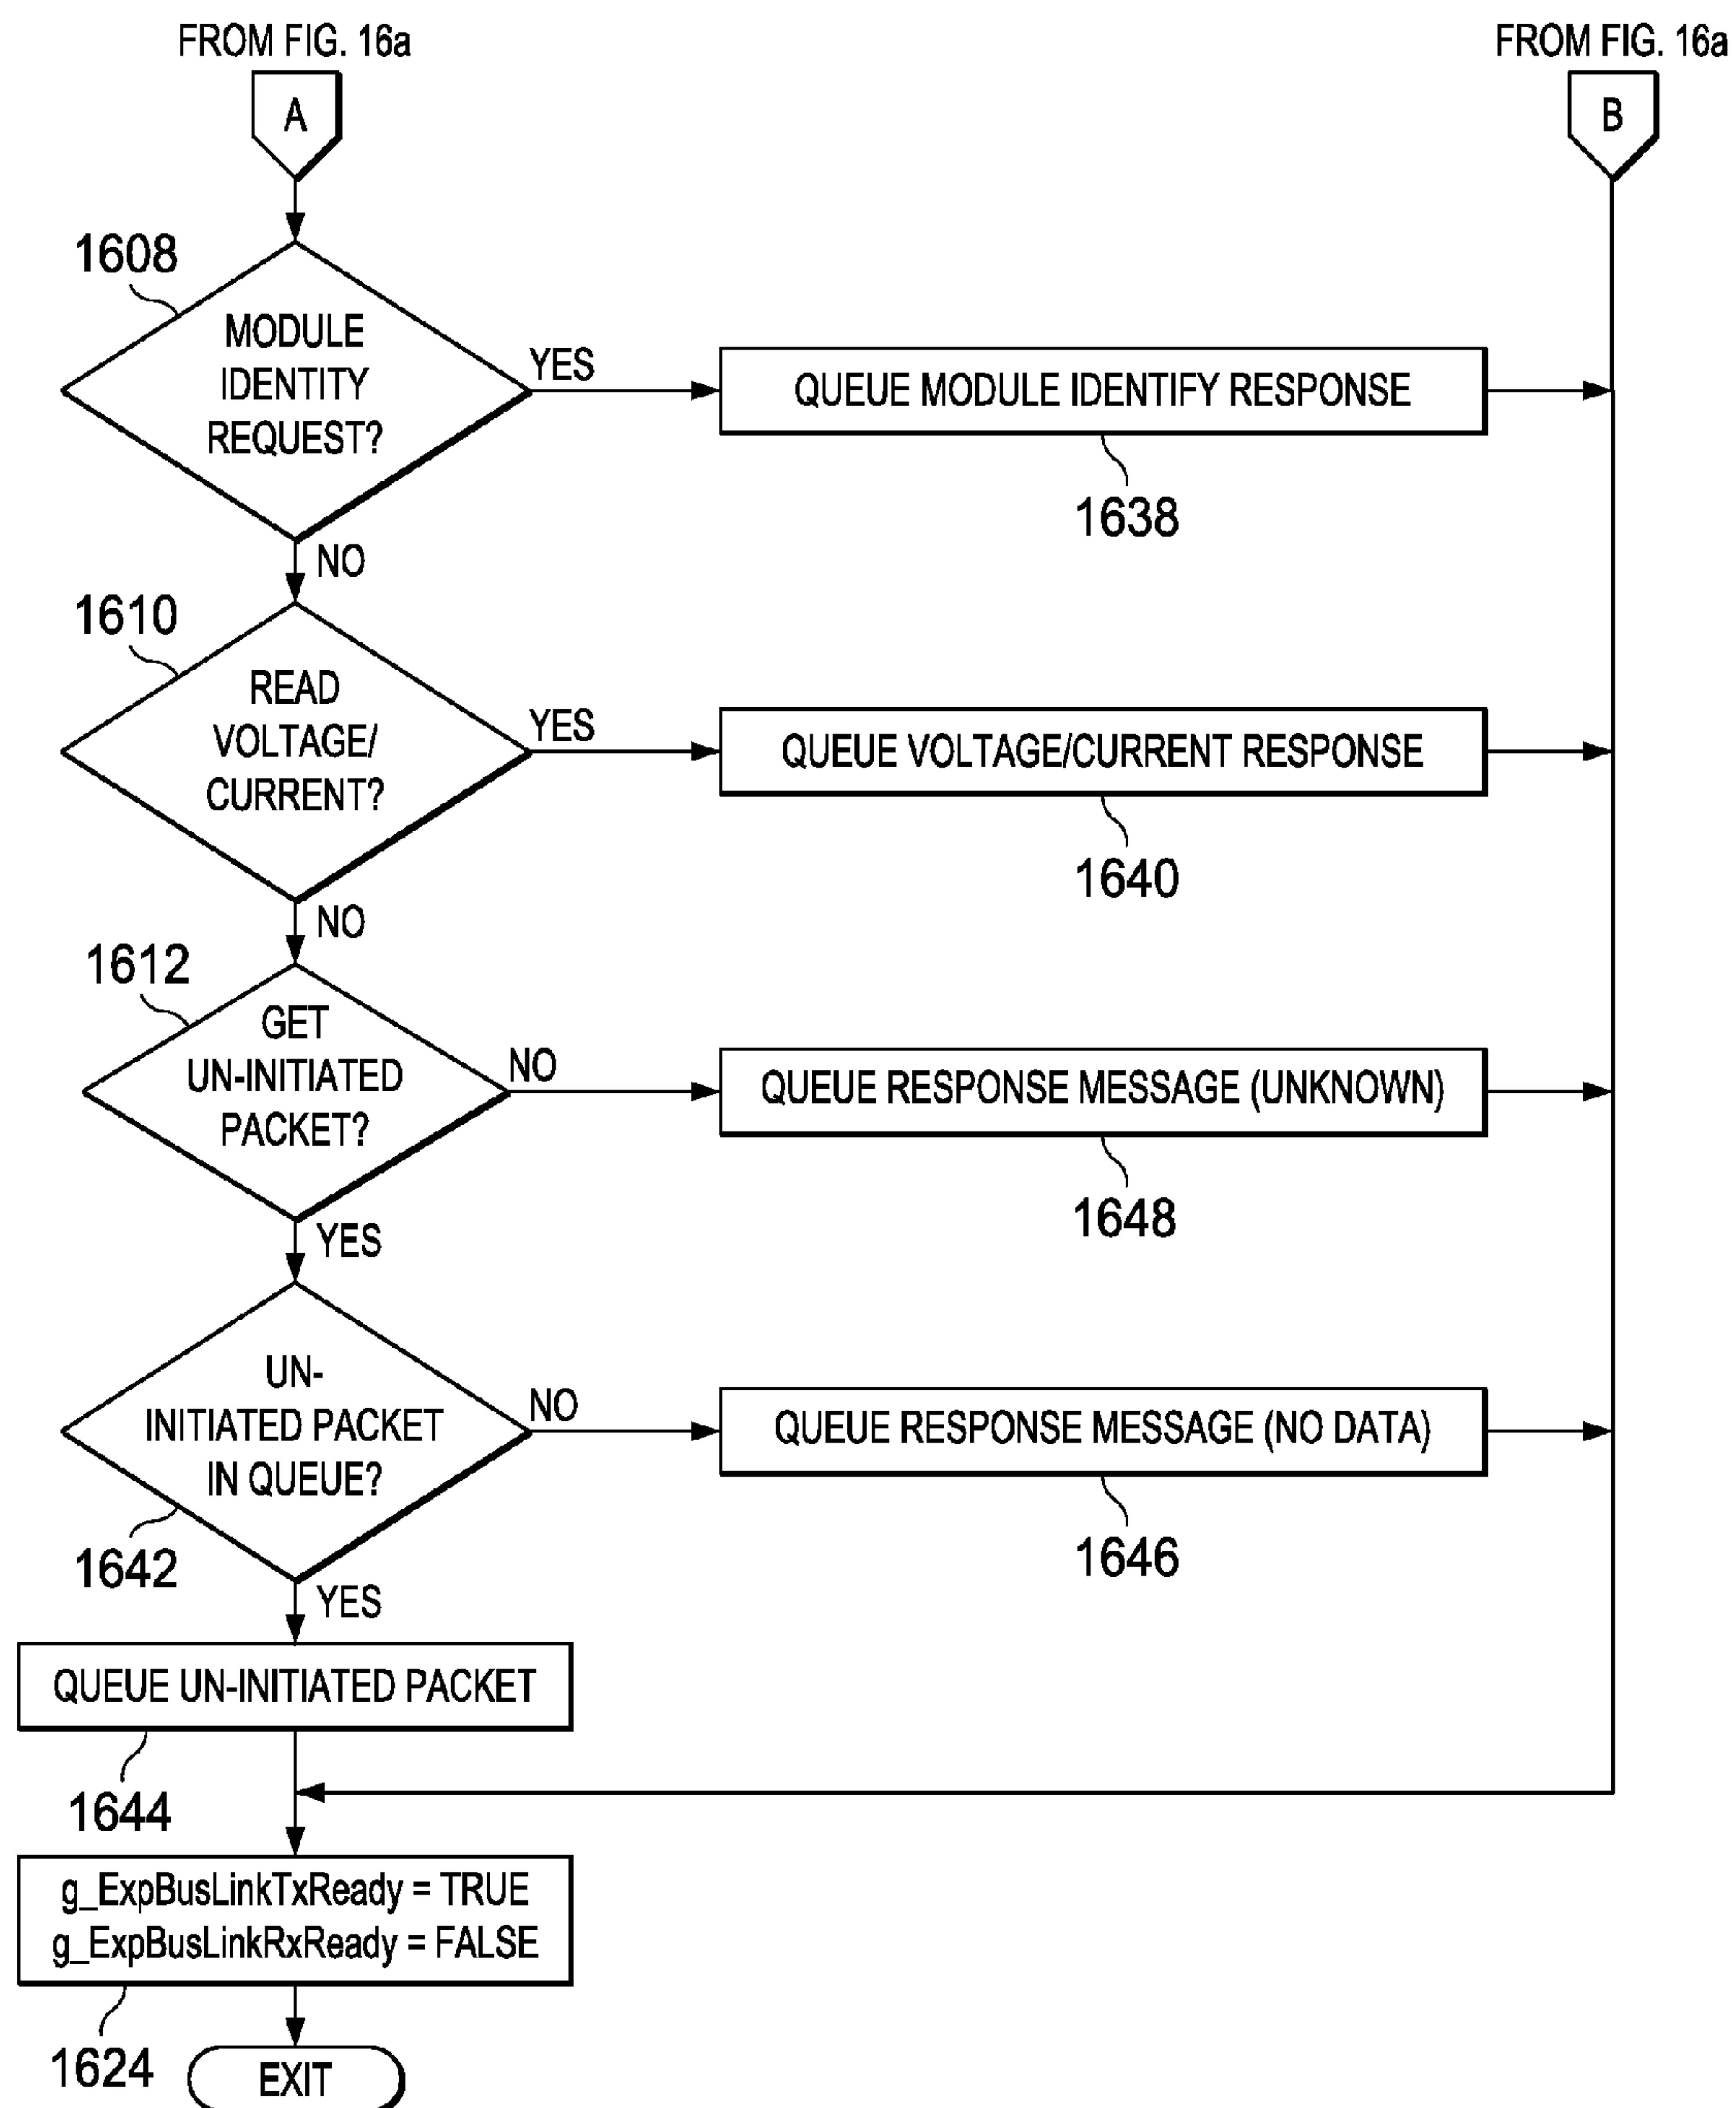 FROM FIG. 16a
FROM FIG. 16a
A
B
1608
MODULE
IDENTITY
REQUEST?
YES
QUEUE MODULE IDENTIFY RESPONSE
1638
NO
1610
READ
VOLTAGE/
CURRENT?
YES
QUEUE VOLTAGE/CURRENT RESPONSE
1640
NO
1612
GET
UN-INITIATED
PACKET?
NO
QUEUE RESPONSE MESSAGE (UNKNOWN)
1648
YES
UN-
INITIATED PACKET
IN QUEUE?
NO
QUEUE RESPONSE MESSAGE (NO DATA)
1646
1642
YES
QUEUE UN-INITIATED PACKET
1644
g_ExpBusLinkTxReady = TRUE
g_ExpBusLinkRxReady = FALSE
1624
EXIT